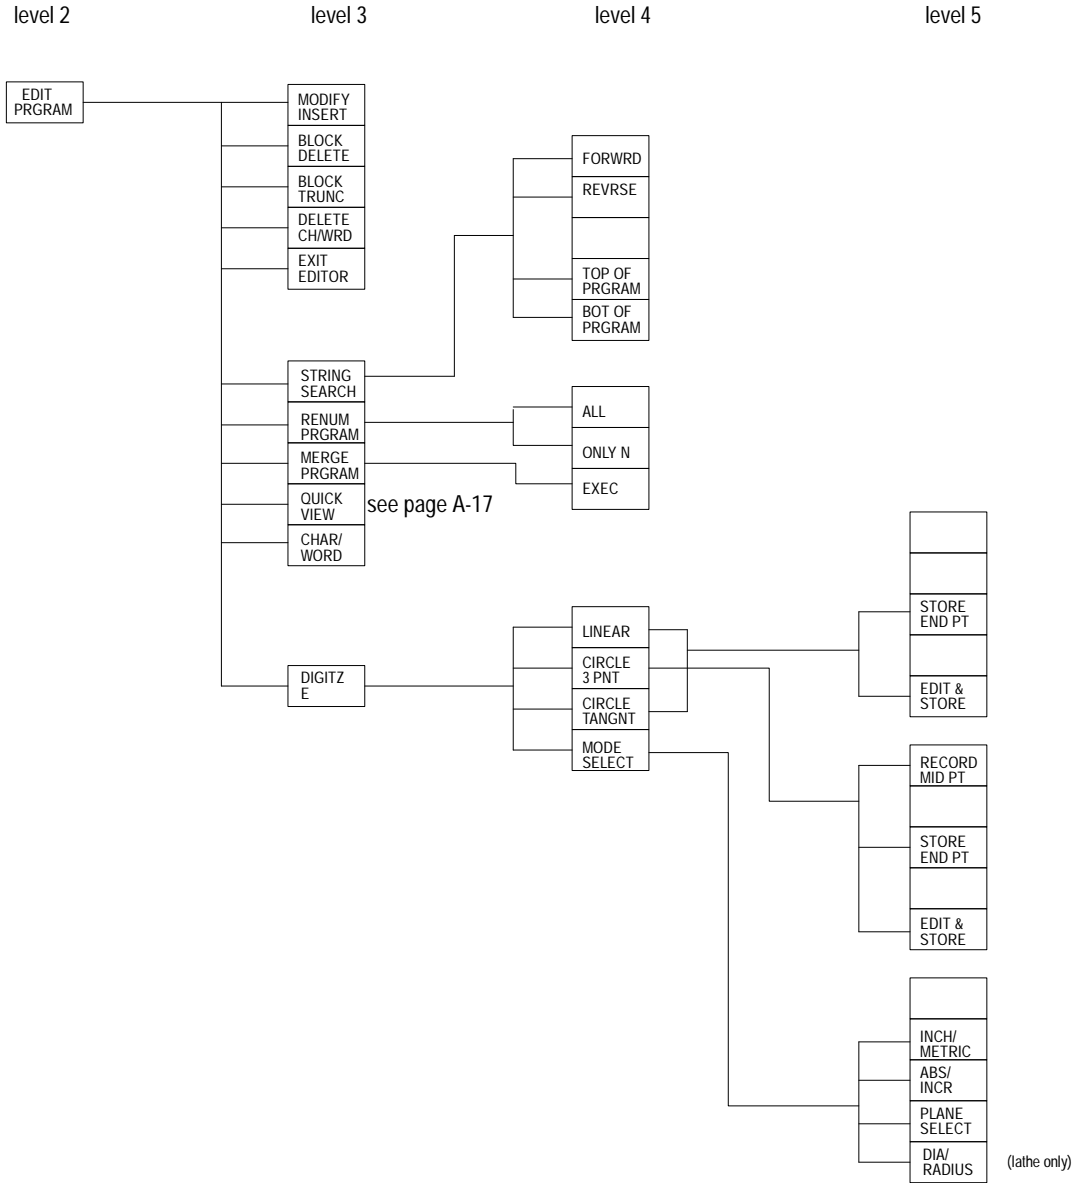 level 2
level 3
level 4
level 5
EDIT
PRGRAM
MODIFY
INSERT
BLOCK
DELETE
BLOCK
TRUNC
DELETE
CH/WRD
EXIT
EDITOR
STRING
SEARCH
RENUM
PRGRAM
MERGE
PRGRAM
QUICK
VIEW
see page A-17
CHAR/
WORD
DIGITZ
E
FORWRD
REVRSE
TOP OF
PRGRAM
BOT OF
PRGRAM
ALL
ONLY N
EXEC
LINEAR
CIRCLE
3 PNT
CIRCLE
TANGNT
MODE
SELECT
STORE
END PT
EDIT &
STORE
RECORD
MID PT
STORE
END PT
EDIT &
STORE
INCH/
METRIC
ABS/
INCR
PLANE
SELECT
DIA/
RADIUS
(lathe only)